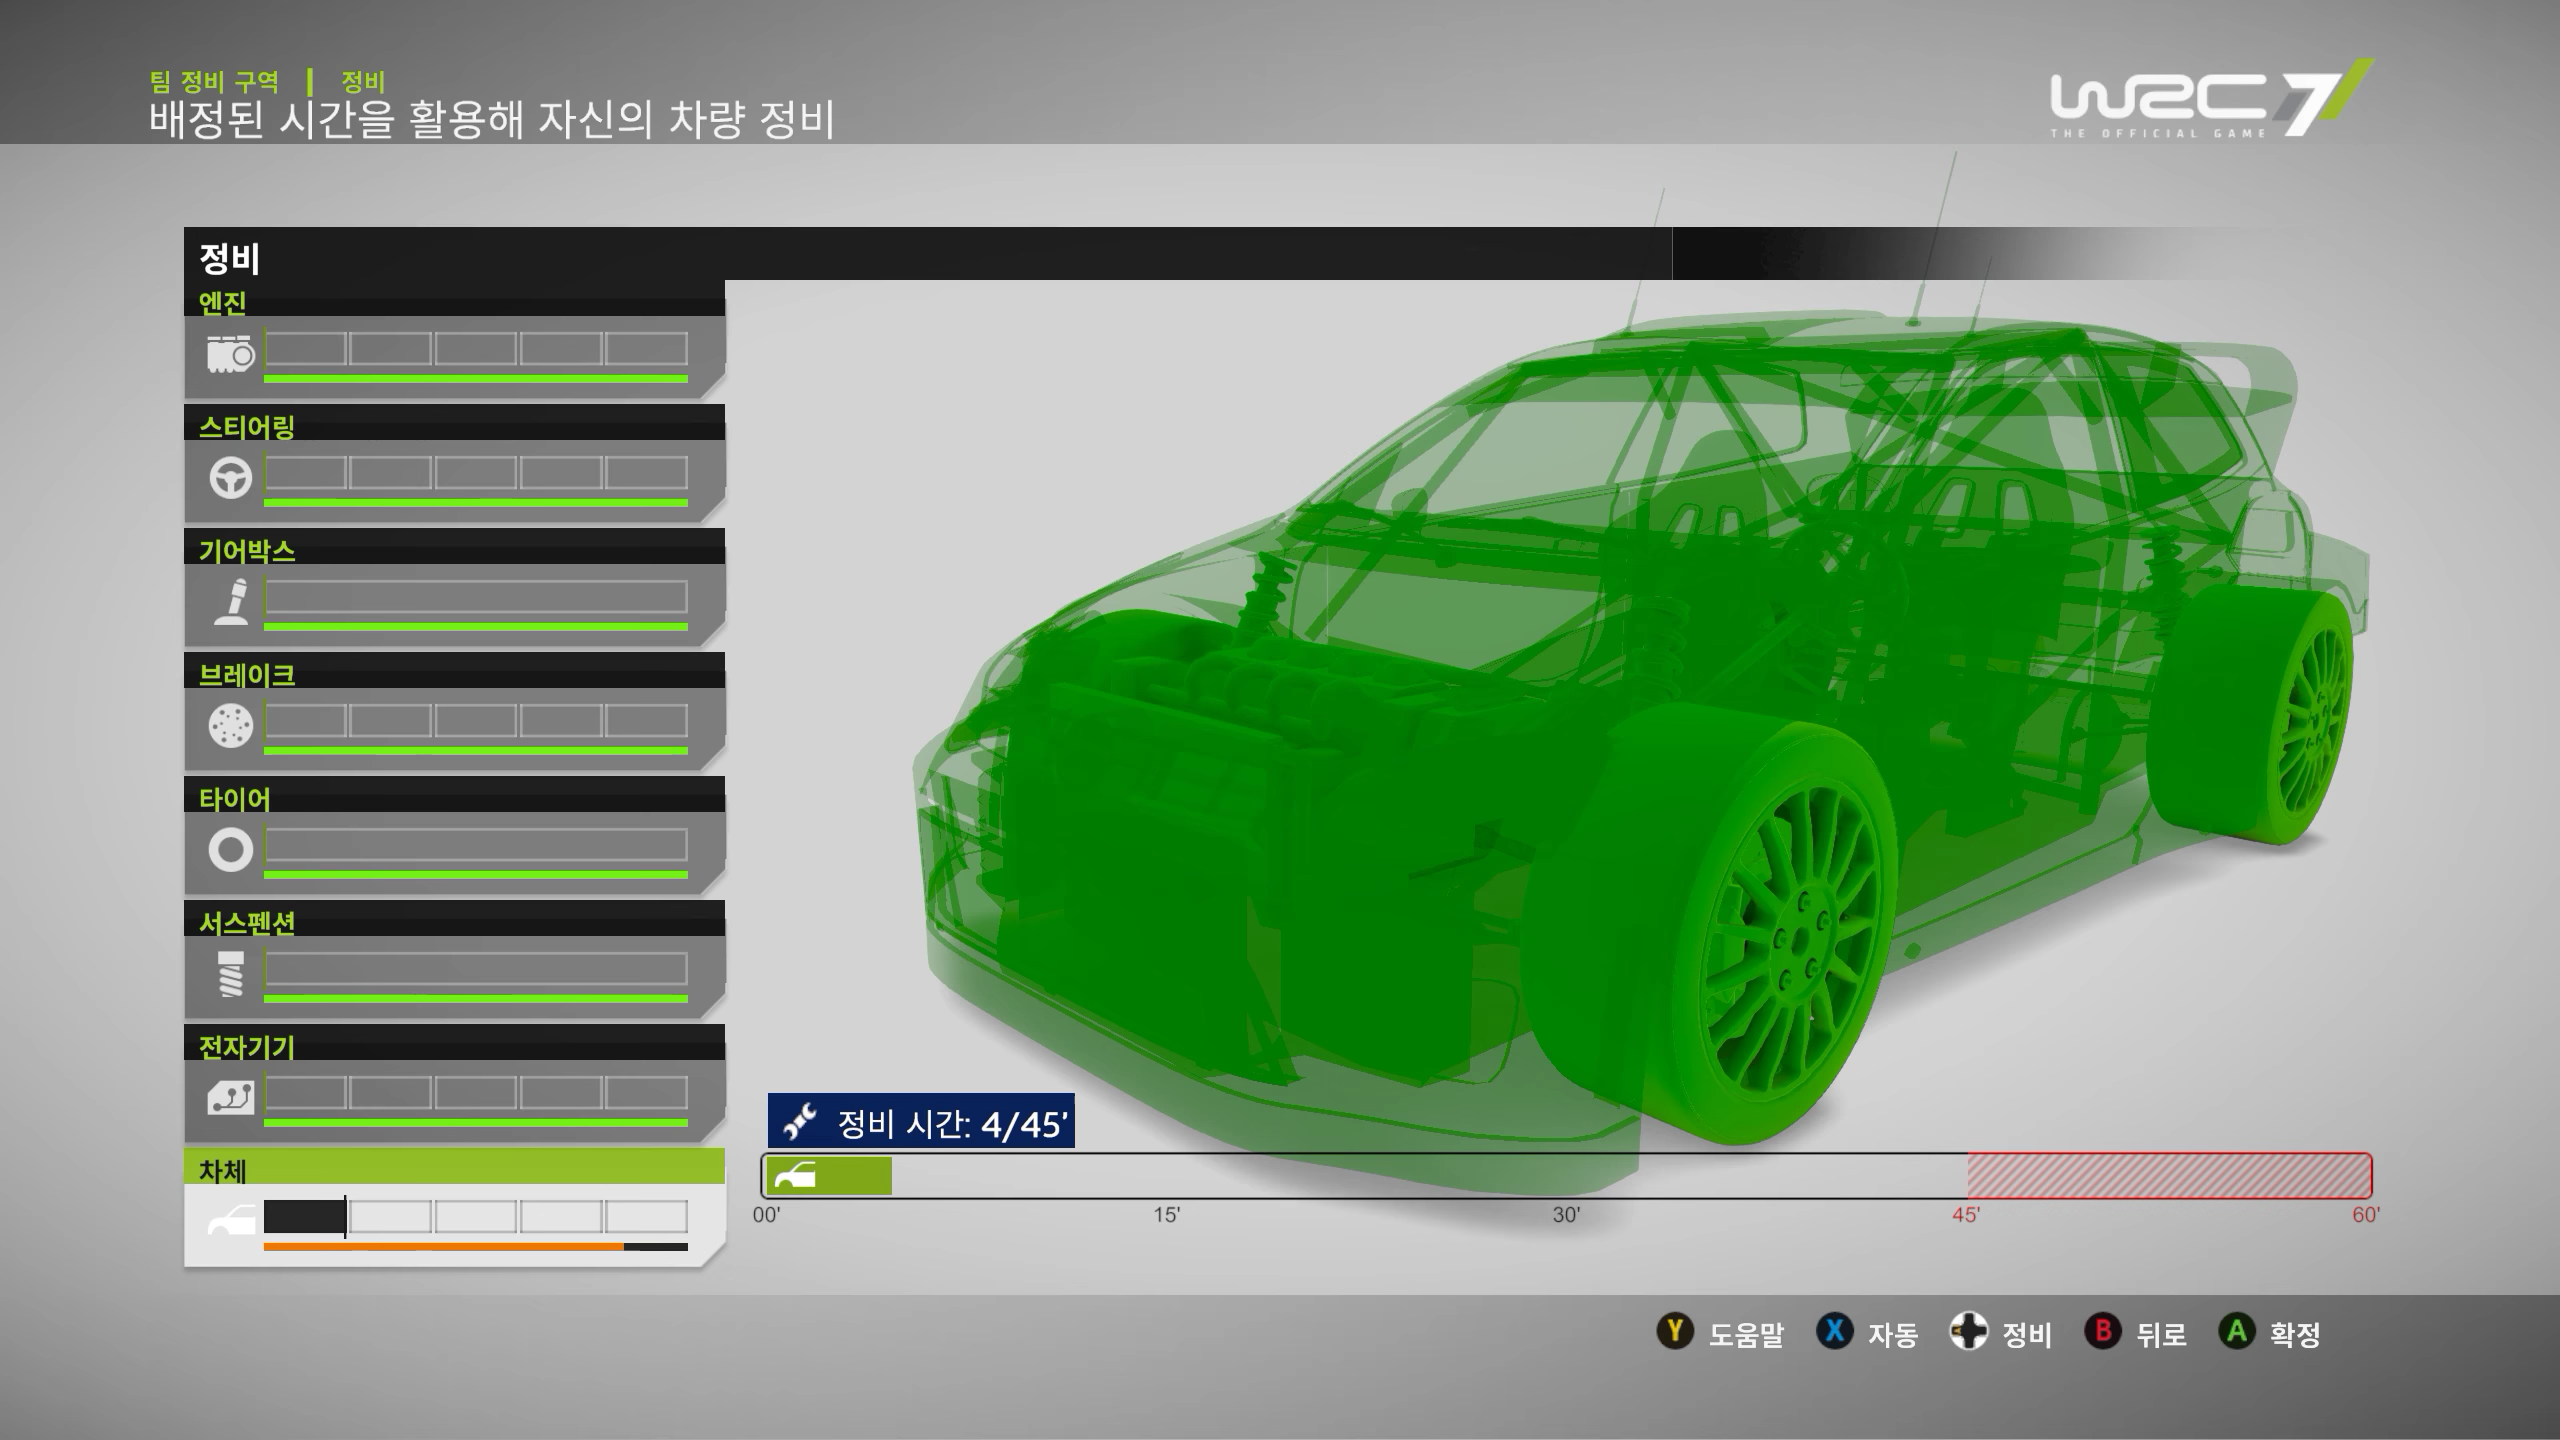 팀 정비 구역 | 정비
배정된 시간을 활용해 자신의 차량 정비
WRC 7
THE OFFICIAL GAME
정비
엔진
스티어링
기어박스
브레이크
타이어
서스펜션
전자기기
차체
정비 시간: 4/45'
00' 15' 30' 45' 60'
Y 도움말 X 자동 정비 B 뒤로 A 확정